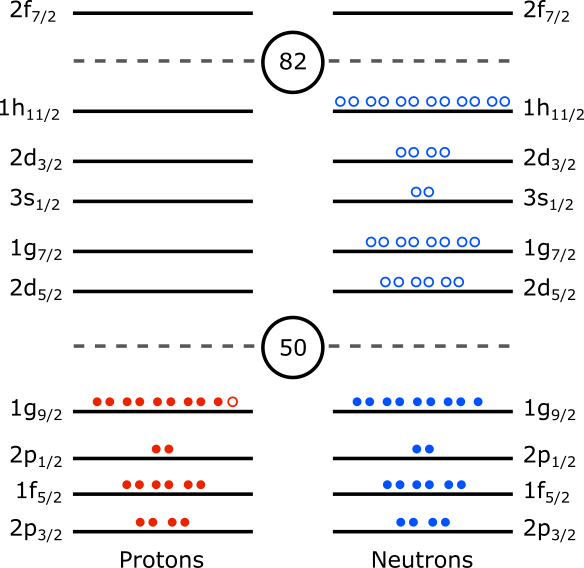 2f7/2 2f7/2
82
1h11/2 1h11/2
2d3/2 2d3/2
3s1/2 3s1/2
1g7/2 1g7/2
2d5/2 2d5/2
50
1g9/2 1g9/2
2p1/2 2p1/2
1f5/2 1f5/2
2p3/2 2p3/2
Protons Neutrons